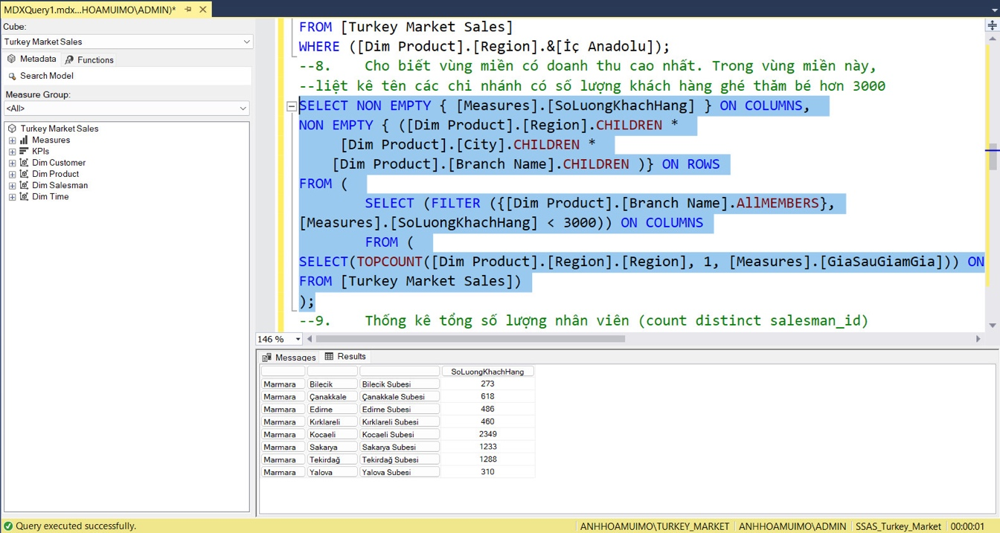 MDXQuery1.mdx...HOAMUIMO\ADMIN)*
Cube:
Turkey Market Sales
Metadata
Functions
Search Model
Measure Group:
<All>
Turkey Market Sales
Measures
KPIs
Dim Customer
Dim Product
Dim Salesman
Dim Time
FROM [Turkey Market Sales]
WHERE ([Dim Product].[Region].&[İç Anadolu]);
--8. Cho biết vùng miền có doanh thu cao nhất. Trong vùng miền này,
--liệt kê tên các chi nhánh có số lượng khách hàng ghé thăm bé hơn 3000
SELECT NON EMPTY { [Measures].[SoLuongKhachHang] } ON COLUMNS,
NON EMPTY { ([Dim Product].[Region].CHILDREN *
[Dim Product].[City].CHILDREN *
[Dim Product].[Branch Name].CHILDREN )} ON ROWS
FROM (
SELECT (FILTER ({[Dim Product].[Branch Name].AllMEMBERS},
[Measures].[SoLuongKhachHang] < 3000)) ON COLUMNS
FROM (
SELECT(TOPCOUNT([Dim Product].[Region].[Region], 1, [Measures].[GiaSauGiamGia])) ON
FROM [Turkey Market Sales])
);
--9. Thống kê tổng số lượng nhân viên (count distinct salesman_id)
146 %
Messages
Results
SoLuongKhachHang
Marmara Bilecik Bilecik Subesi 273
Marmara Çanakkale Çanakkale Subesi 618
Marmara Edirne Edirne Subesi 486
Marmara Kırklareli Kırklareli Subesi 460
Marmara Kocaeli Kocaeli Subesi 2349
Marmara Sakarya Sakarya Subesi 1233
Marmara Tekirdağ Tekirdağ Subesi 1288
Marmara Yalova Yalova Subesi 310
Query executed successfully.
ANHHOAMUIMO\TURKEY_MARKET
ANHHOAMUIMO\ADMIN
SSAS_Turkey_Market
00:00:01